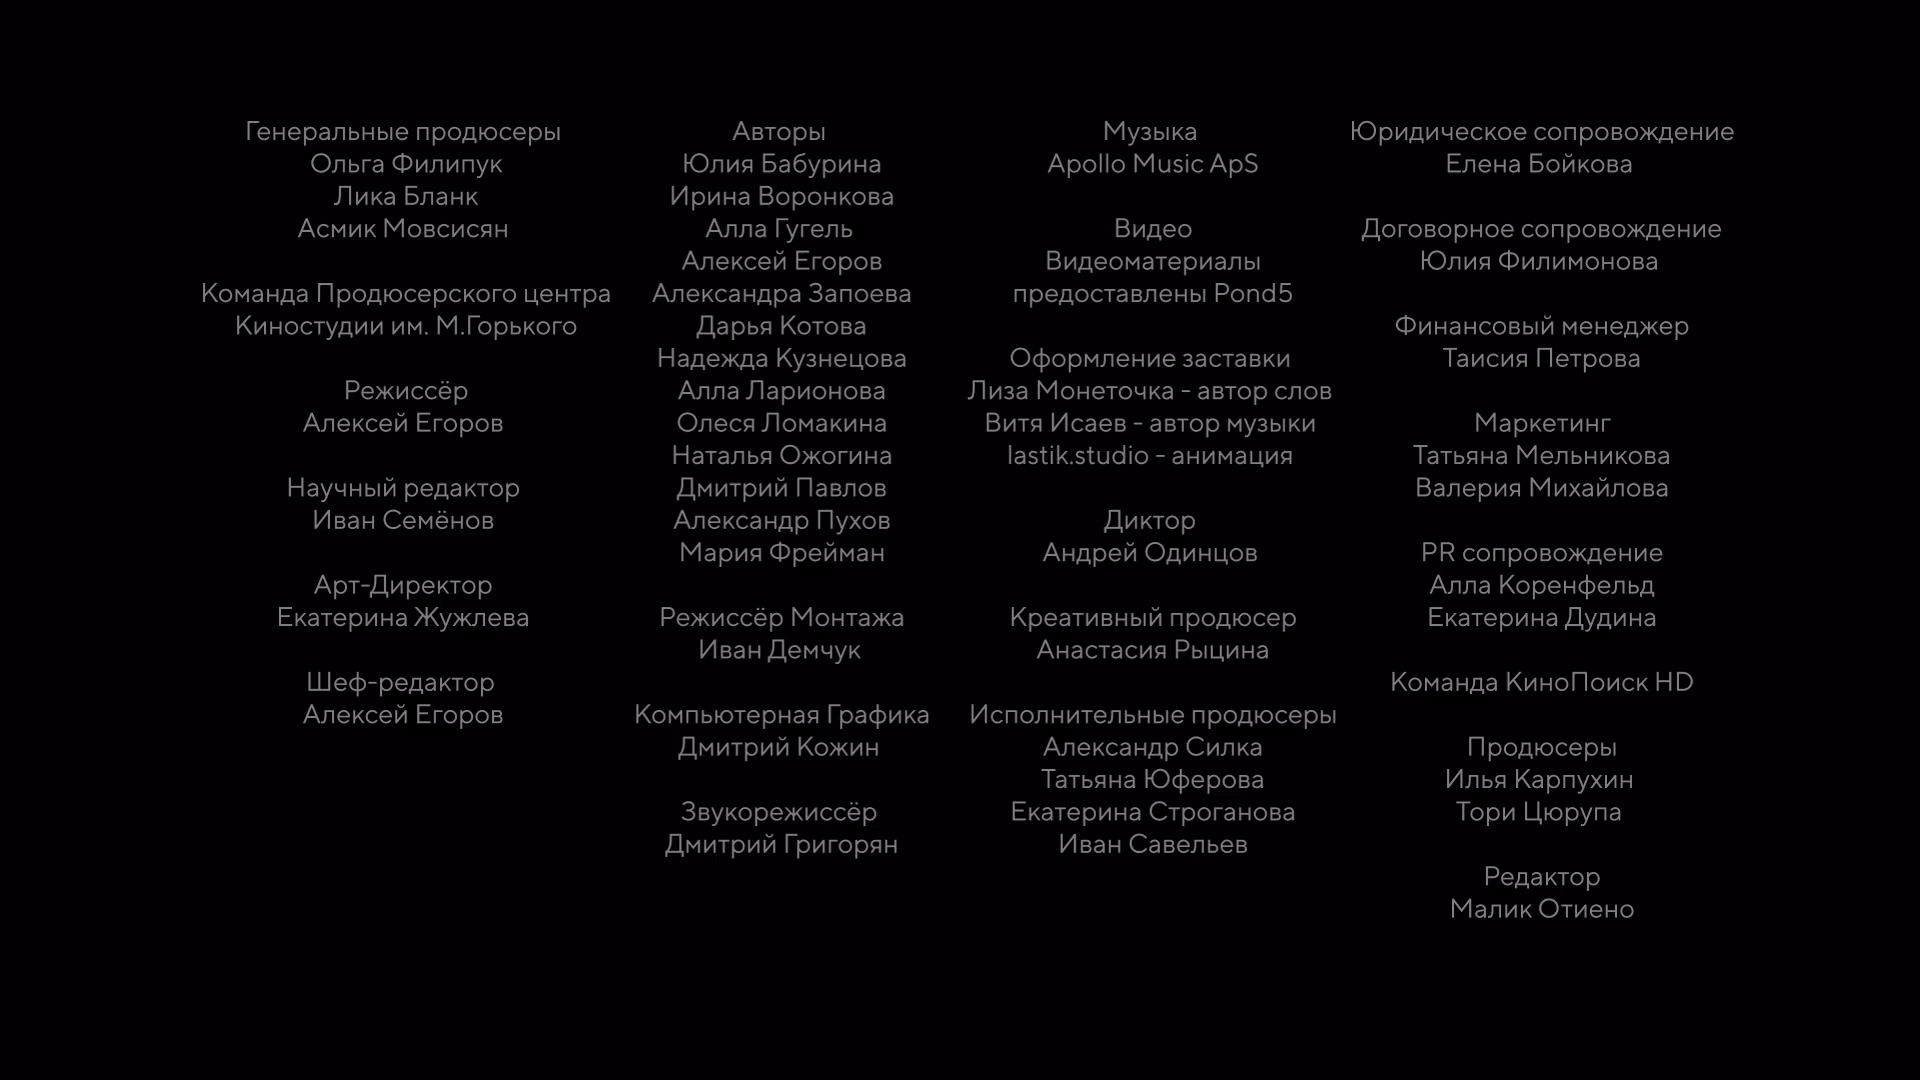 Генеральные продюсеры
Ольга Филипук
Лика Бланк
Асмик Мовсисян
Команда Продюсерского центра
Киностудии им. М.Горького
Режиссёр
Алексей Егоров
Научный редактор
Иван Семёнов
Арт-Директор
Екатерина Жужлева
Шеф-редактор
Алексей Егоров
Авторы
Юлия Бабурина
Ирина Воронкова
Алла Гугель
Алексей Егоров
Александра Запоева
Дарья Котова
Надежда Кузнецова
Алла Ларионова
Олеся Ломакина
Наталья Ожогина
Дмитрий Павлов
Александр Пухов
Мария Фрейман
Режиссёр Монтажа
Иван Демчук
Компьютерная Графика
Дмитрий Кожин
Звукорежиссёр
Дмитрий Григорян
Музыка
Apollo Music ApS
Видео
Видеоматериалы
предоставлены Pond5
Оформление заставки
Лиза Монеточка - автор слов
Витя Исаев - автор музыки
lastik.studio - анимация
Диктор
Андрей Одинцов
Креативный продюсер
Анастасия Рыцина
Исполнительные продюсеры
Александр Силка
Татьяна Юферова
Екатерина Строганова
Иван Савельев
Юридическое сопровождение
Елена Бойкова
Договорное сопровождение
Юлия Филимонова
Финансовый менеджер
Таисия Петрова
Маркетинг
Татьяна Мельникова
Валерия Михайлова
PR сопровождение
Алла Коренфельд
Екатерина Дудина
Команда КиноПоиск HD
Продюсеры
Илья Карпухин
Тори Цюрупа
Редактор
Малик Отиено